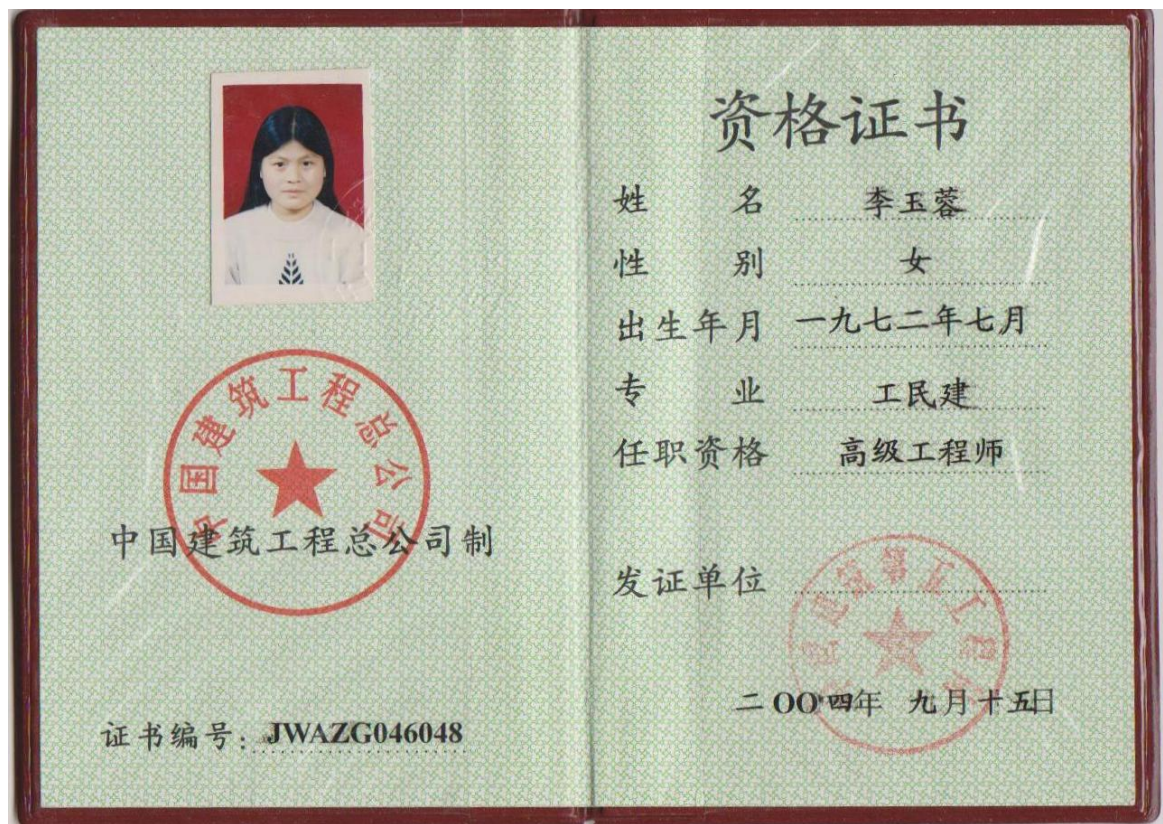 中国建筑工程总公司
中国建筑工程总公司制
证书编号：JWAZG046048
资格证书
姓名 李玉蓉
性别 女
出生年月 一九七二年七月
专业 工民建
任职资格 高级工程师
发证单位
二OO四年 九月十五日